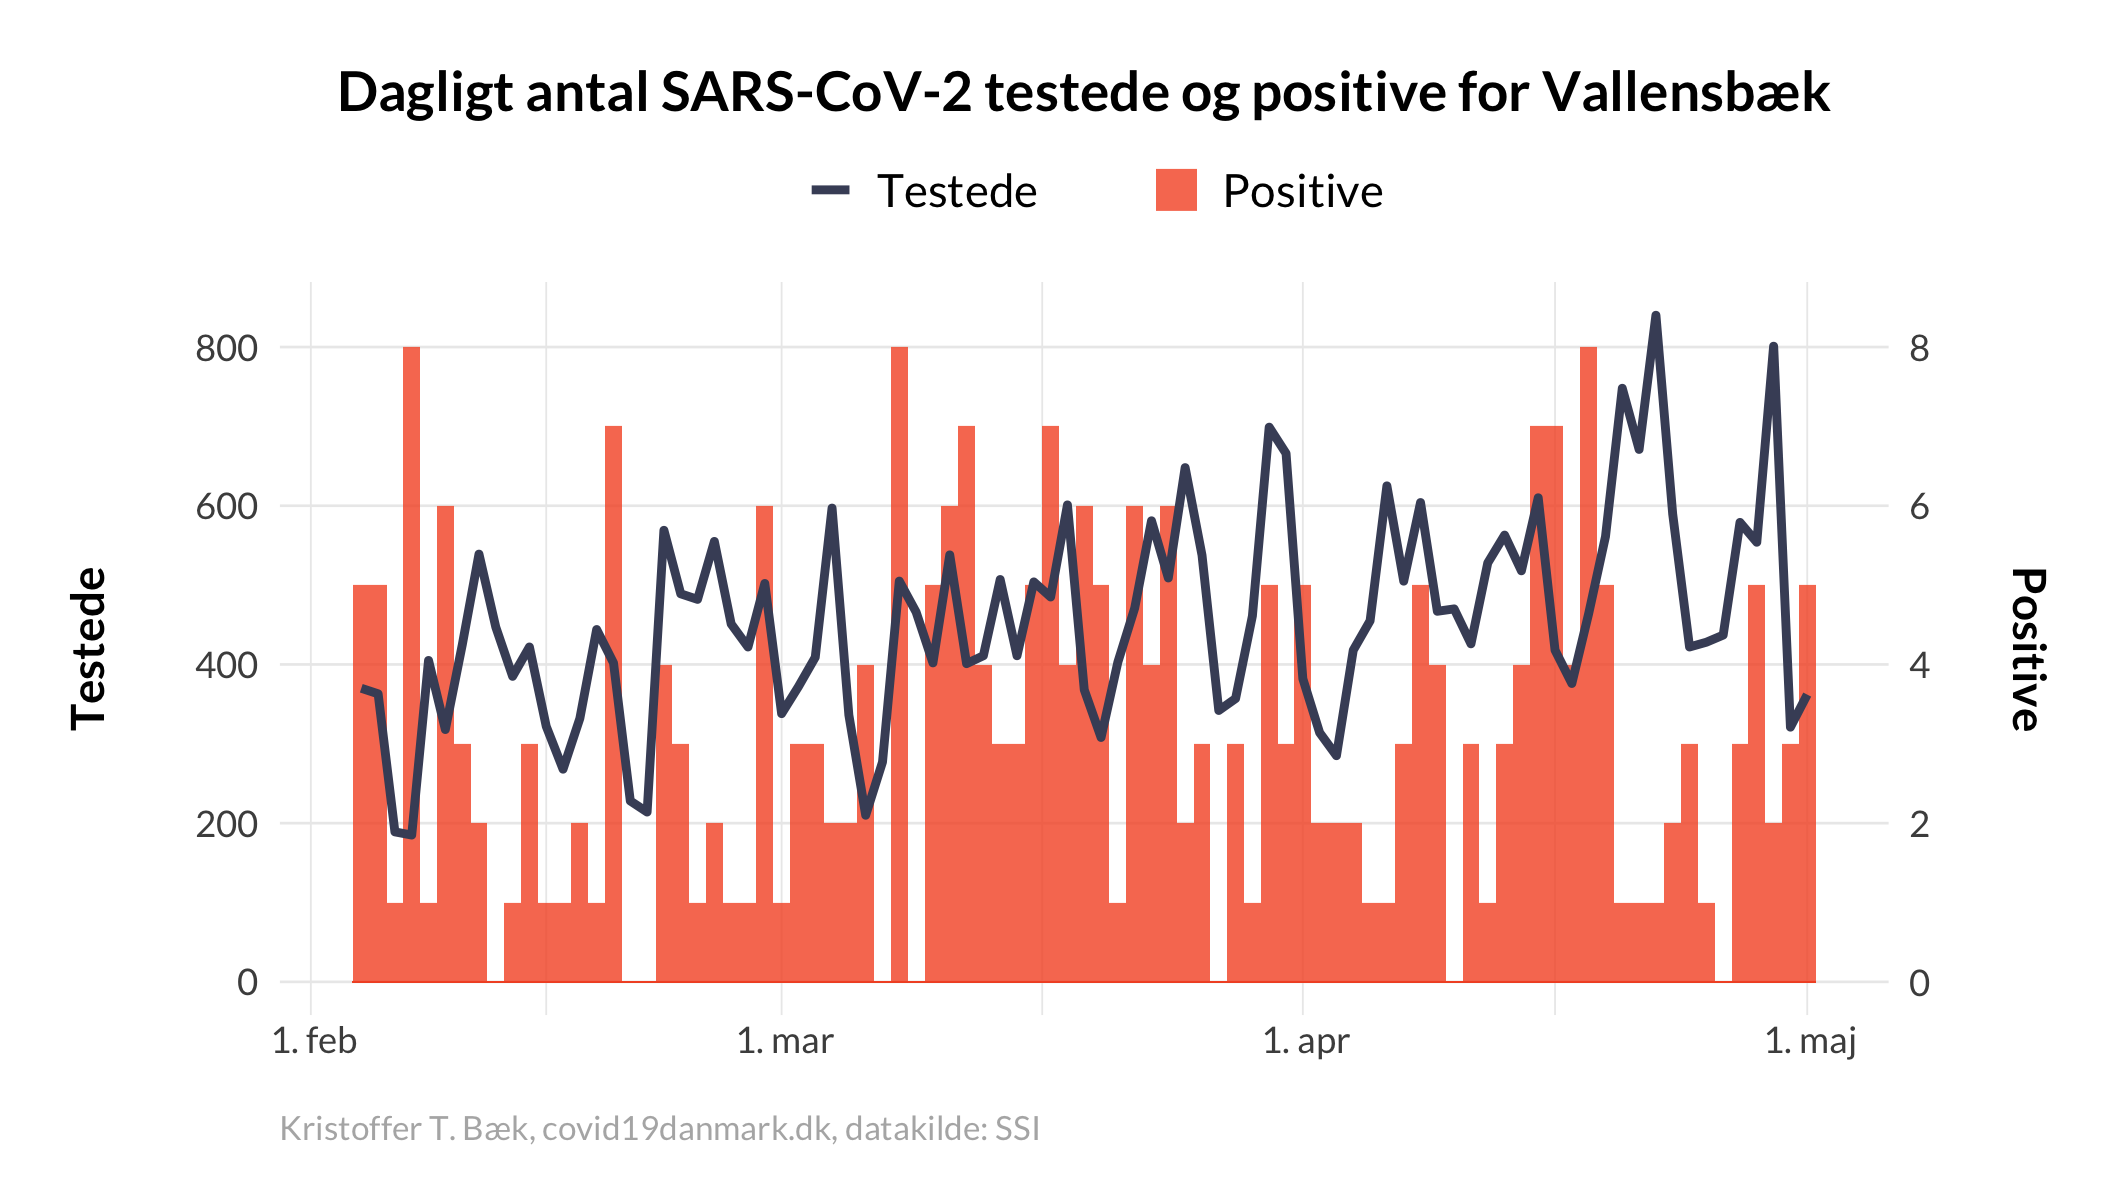 Dagligt antal SARS-CoV-2 testede og positive for Vallensbæk
Testede
Positive
800
600
400
200
0
Testede
8
6
4
2
0
Positive
1. feb
1. mar
1. apr
1. maj
Kristoffer T. Bæk, covid19danmark.dk, datakilde: SSI